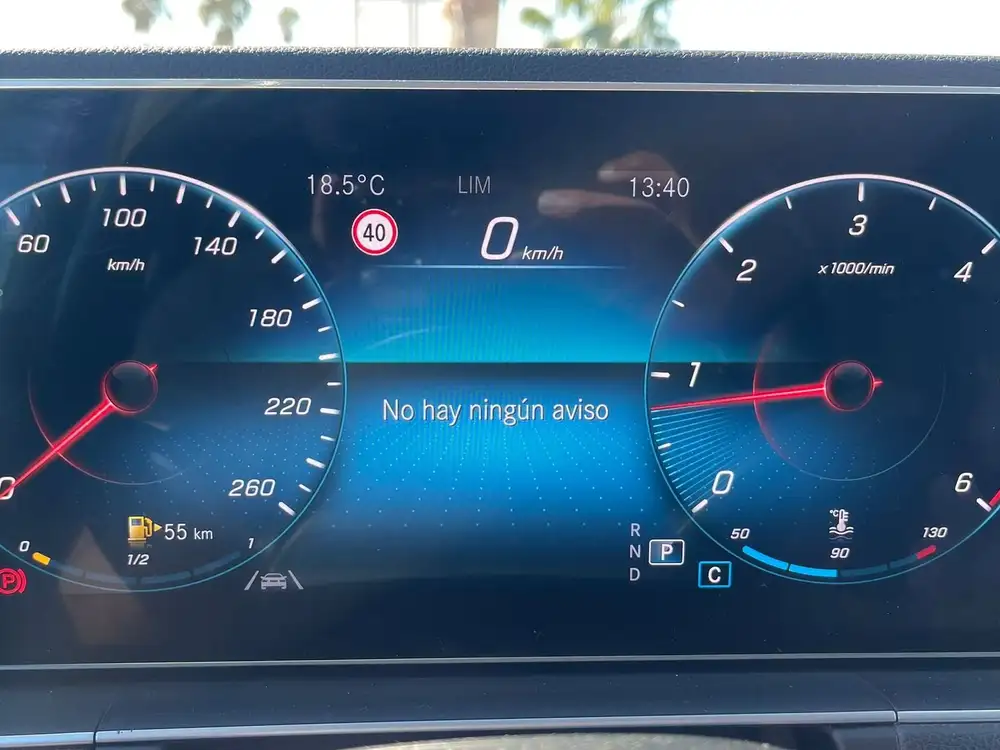 18.5°C LIM 13:40
40
0 km/h
60 100 140 180 220 260
km/h
0
No hay ningún aviso
0 1 2 3 4 6
x1000/min
55 km
0 1/2 1
R
N P
D
C
°C °F
50 90 130
P